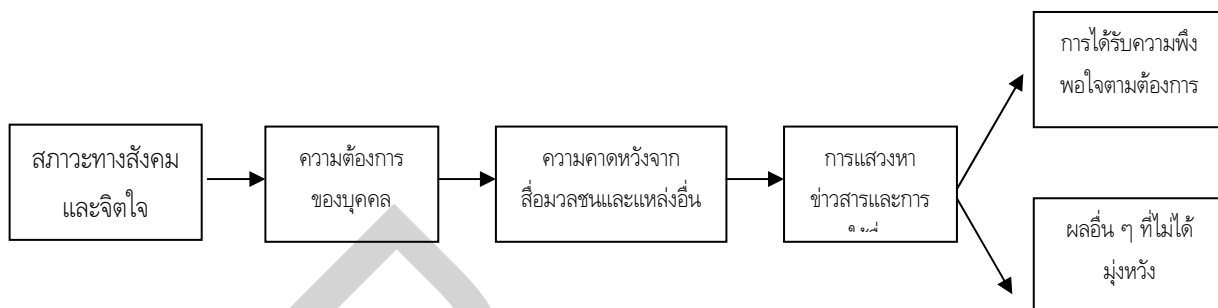 สภาวะทางสังคม
และจิตใจ
ความต้องการ
ของบุคคล
ความคาดหวังจาก
สื่อมวลชนและแหล่งอื่น
การแสวงหา
ข่าวสารและการ
การได้รับความพึง
พอใจตามต้องการ
ผลอื่น ๆ ที่ไม่ได้
มุ่งหวัง